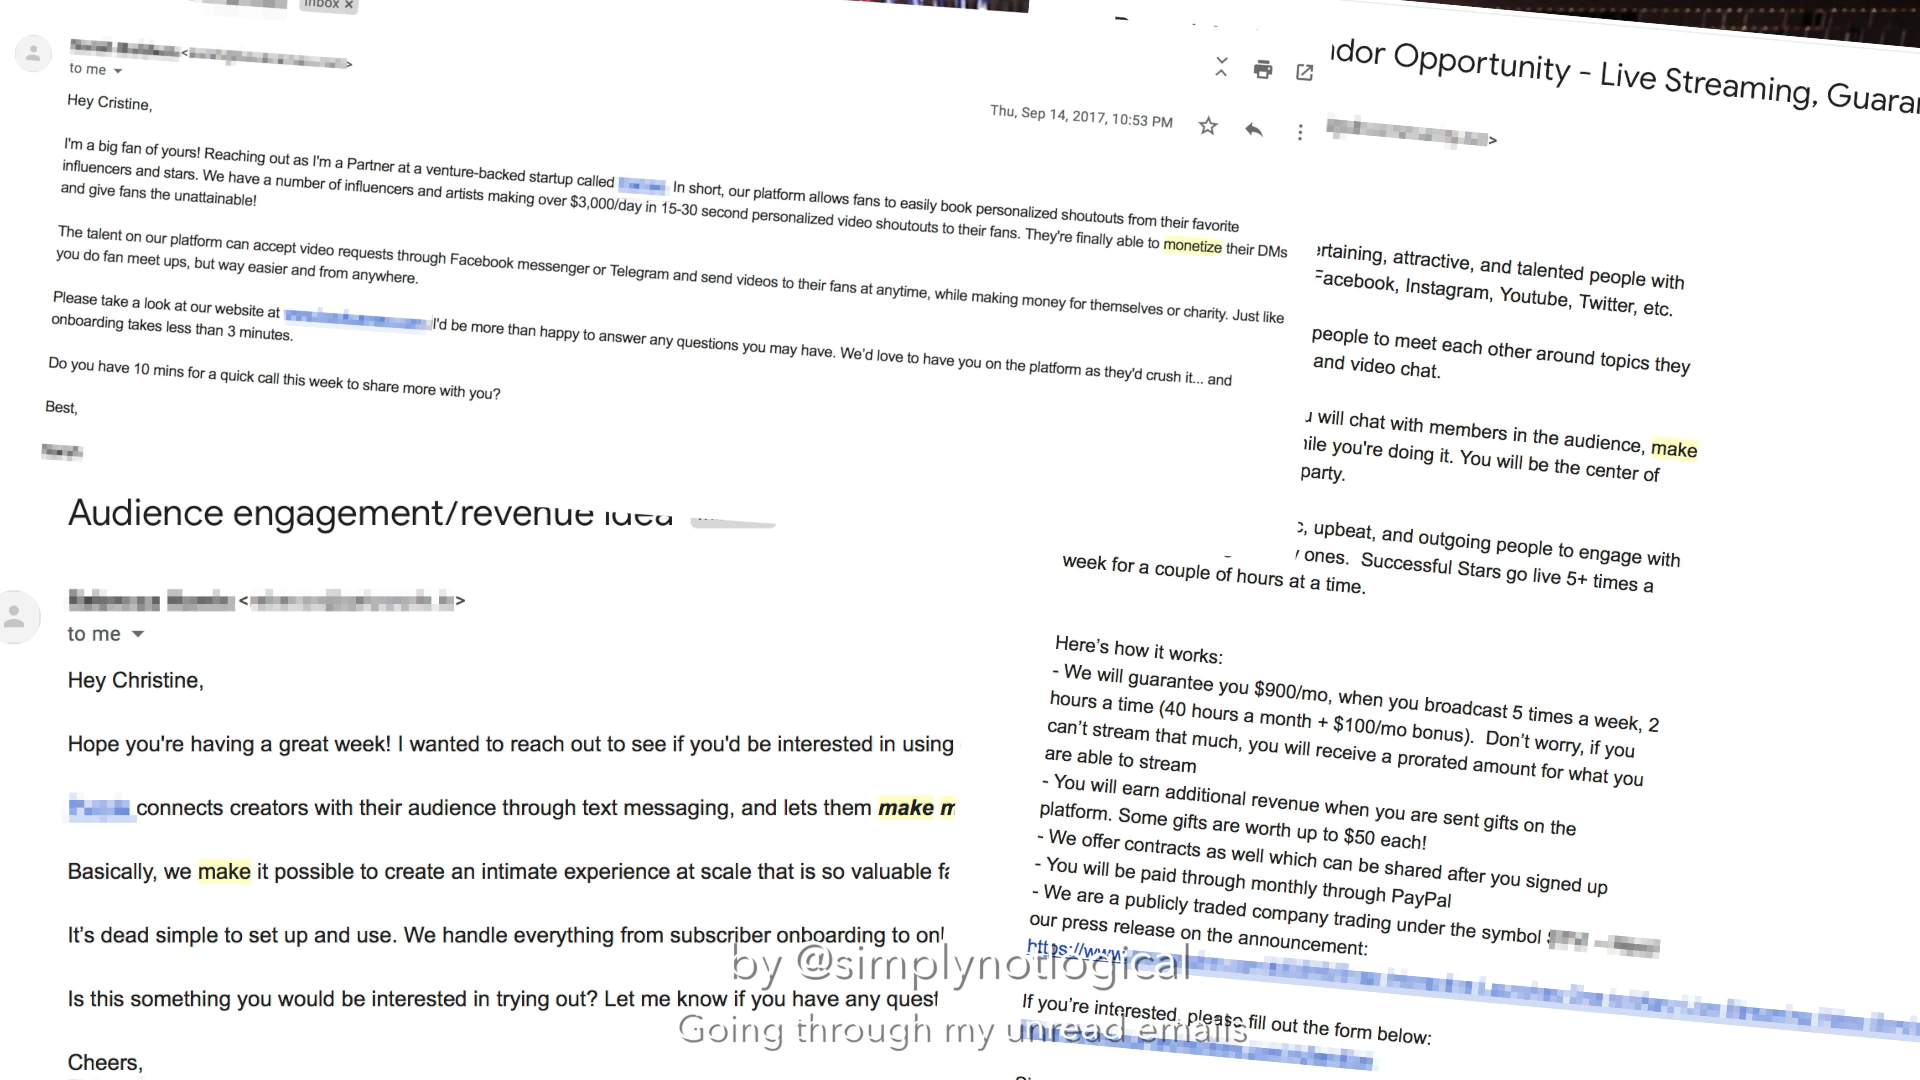 Inbox ×
to me
Thu, Sep 14, 2017, 10:53 PM
Hey Cristine,
I'm a big fan of yours! Reaching out as I'm a Partner at a venture-backed startup called In short, our platform allows fans to easily book personalized shoutouts from their favorite
influencers and stars. We have a number of influencers and artists making over $3,000/day in 15-30 second personalized video shoutouts to their fans. They're finally able to monetize their DMs
and give fans the unattainable!
The talent on our platform can accept video requests through Facebook messenger or Telegram and send videos to their fans at anytime, while making money for themselves or charity. Just like
you do fan meet ups, but way easier and from anywhere.
Please take a look at our website at I'd be more than happy to answer any questions you may have. We'd love to have you on the platform as they'd crush it... and
onboarding takes less than 3 minutes.
Do you have 10 mins for a quick call this week to share more with you?
Best,
Audience engagement/revenue idea
to me
Hey Christine,
Hope you're having a great week! I wanted to reach out to see if you'd be interested in using
connects creators with their audience through text messaging, and lets them make m
Basically, we make it possible to create an intimate experience at scale that is so valuable fa
It's dead simple to set up and use. We handle everything from subscriber onboarding to onl
Is this something you would be interested in trying out? Let me know if you have any quest
Cheers,
dor Opportunity - Live Streaming, Guaran
ertaining, attractive, and talented people with
Facebook, Instagram, Youtube, Twitter, etc.
people to meet each other around topics they
and video chat.
u will chat with members in the audience, make
hile you're doing it. You will be the center of
party.
c, upbeat, and outgoing people to engage with
y ones. Successful Stars go live 5+ times a
week for a couple of hours at a time.
Here's how it works:
- We will guarantee you $900/mo, when you broadcast 5 times a week, 2
hours a time (40 hours a month + $100/mo bonus). Don't worry, if you
can't stream that much, you will receive a prorated amount for what you
are able to stream
- You will earn additional revenue when you are sent gifts on the
platform. Some gifts are worth up to $50 each!
- We offer contracts as well which can be shared after you signed up
- You will be paid through monthly through PayPal
- We are a publicly traded company trading under the symbol
our press release on the announcement:
https://www.
If you're interested, please fill out the form below:
by @simplynotlogical
Going through my unread emails